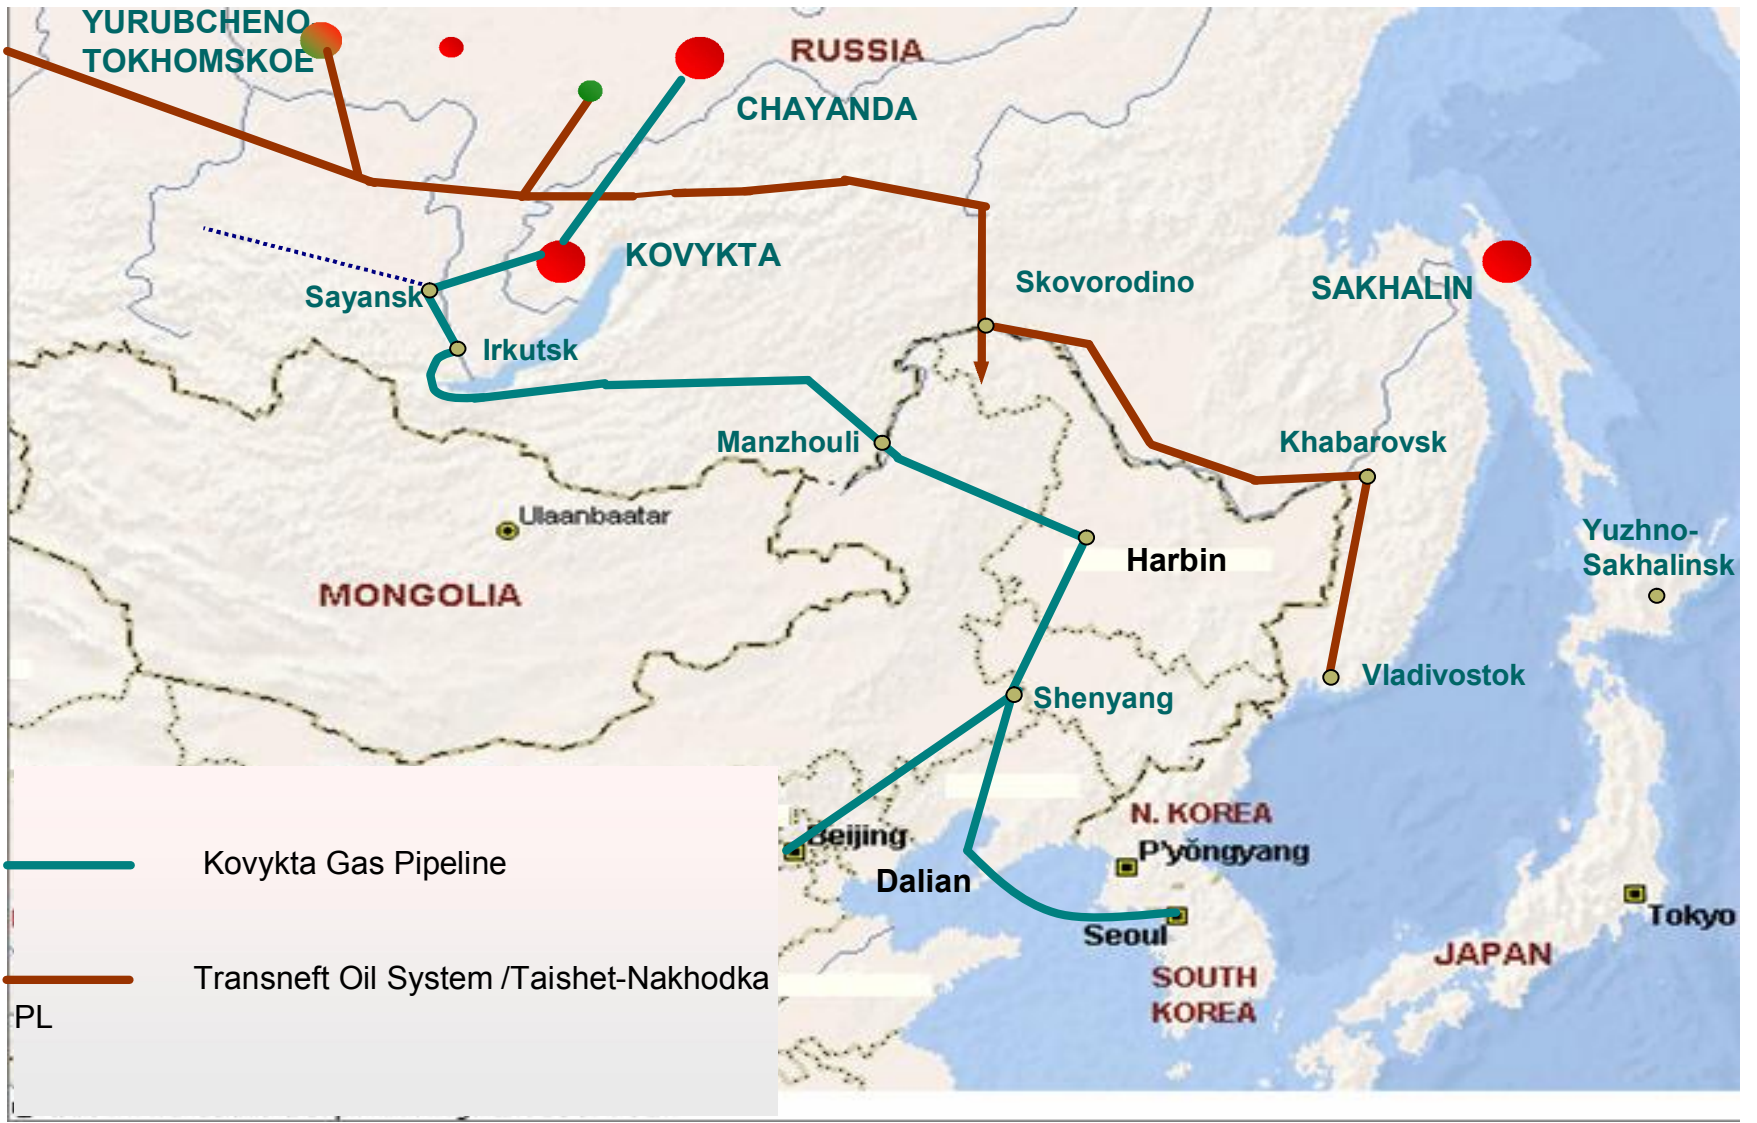 YURUBCHENO
TOKHOMSKOE
RUSSIA
CHAYANDA
KOVYKTA
Sayansk
Skovorodino
SAKHALIN
Irkutsk
Manzhouli
Khabarovsk
Ulaanbaatar
Yuzhno-
Sakhalinsk
Harbin
MONGOLIA
Vladivostok
Shenyang
N. KOREA
Beijing
P'yŏngyang
Kovykta Gas Pipeline
Dalian
Seoul
Tokyo
JAPAN
SOUTH
KOREA
Transneft Oil System /Taishet-Nakhodka
PL